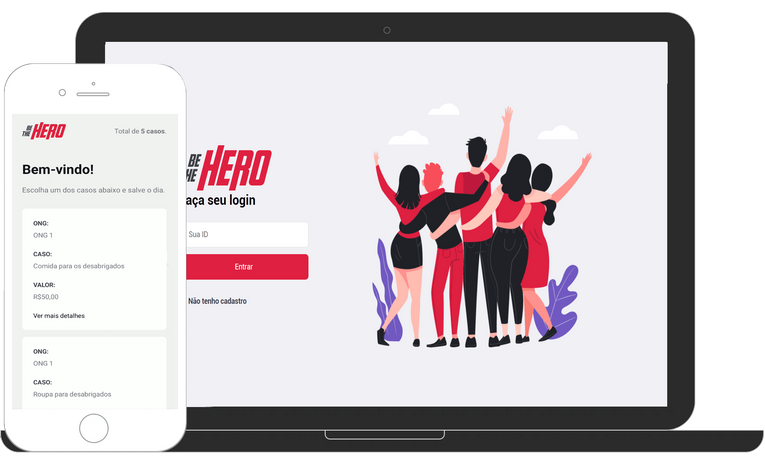 BE
THE HERO
Total de 5 casos.
Bem-vindo!
Escolha um dos casos abaixo e salve o dia.
ONG:
ONG 1
CASO:
Comida para os desabrigados
VALOR:
R$50,00
Ver mais detalhes
ONG:
ONG 1
CASO:
Roupa para desabrigados
BE
HE HERO
aça seu login
Sua ID
Entrar
Não tenho cadastro